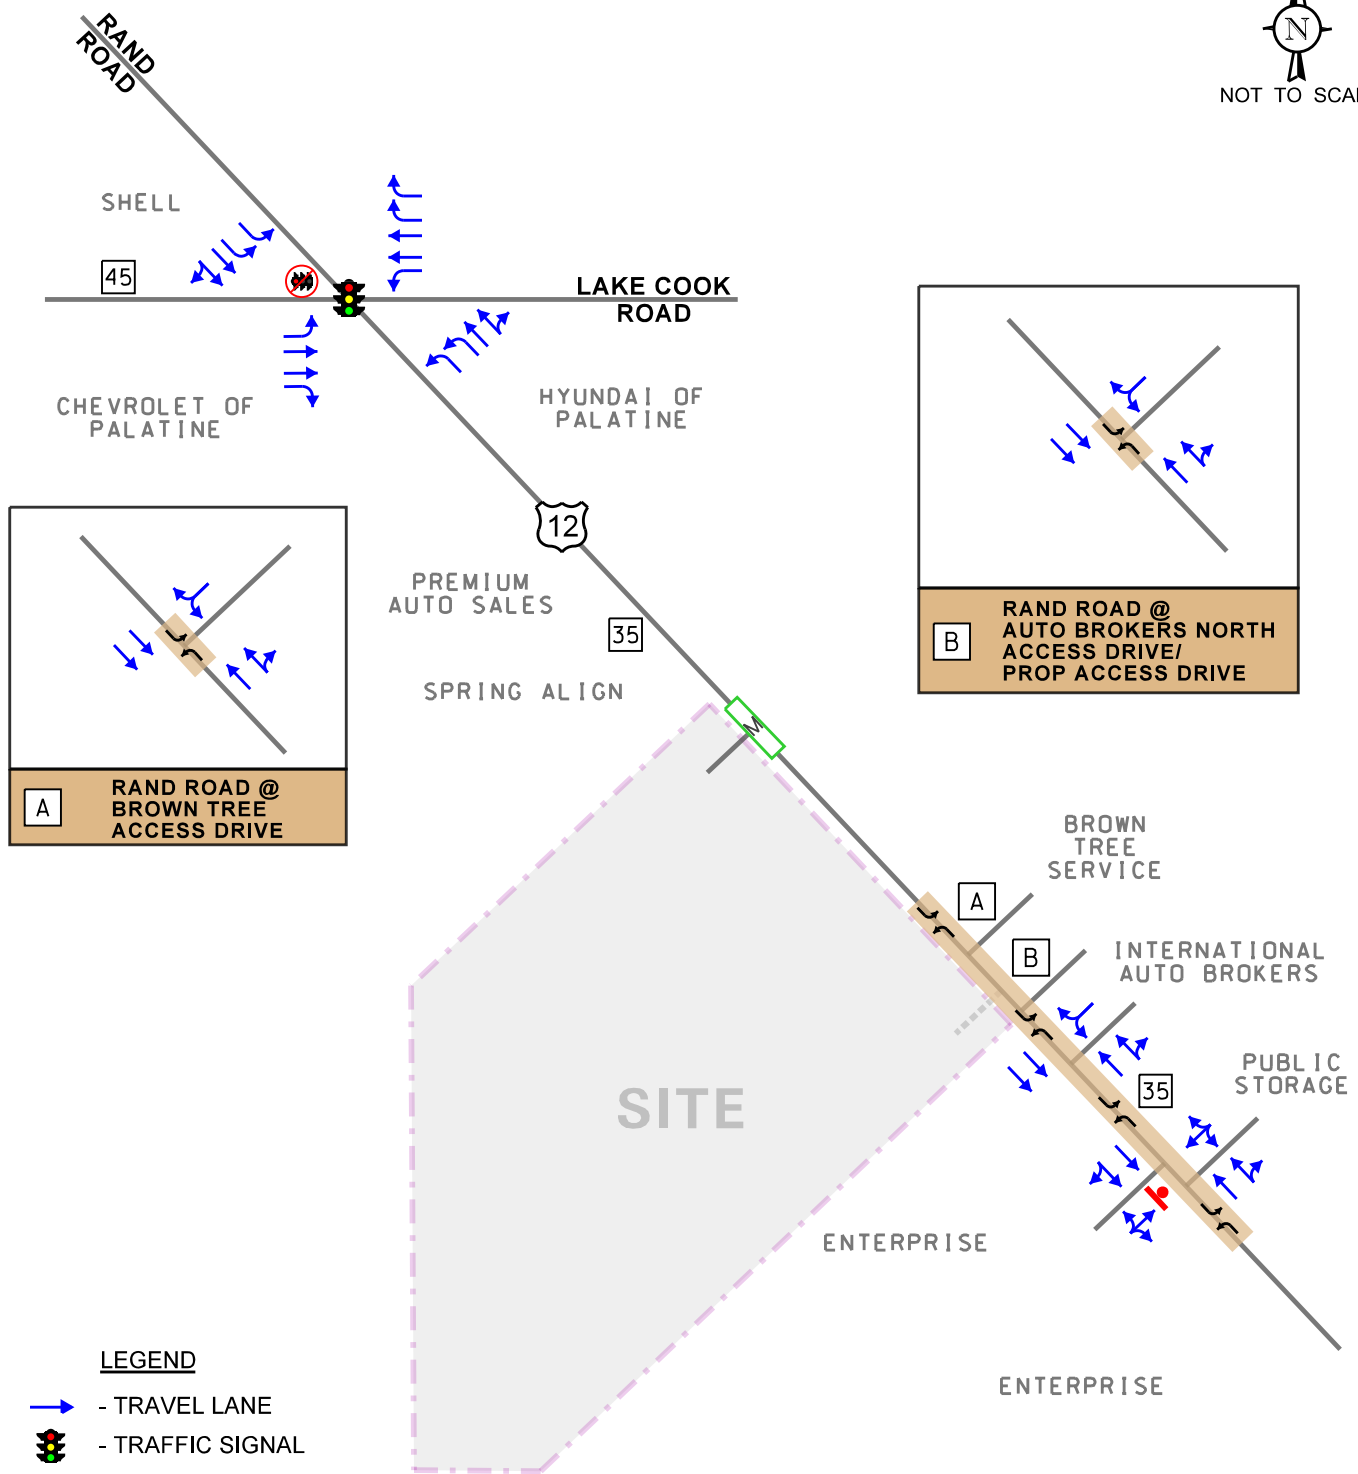 RAND
ROAD
N
NOT TO SCAL
SHELL
45
LAKE COOK
ROAD
CHEVROLET OF
PALATINE
HYUNDAI OF
PALATINE
12
PREMIUM
AUTO SALES
35
SPRING ALIGN
M
A
RAND ROAD @
BROWN TREE
ACCESS DRIVE
B
RAND ROAD @
AUTO BROKERS NORTH
ACCESS DRIVE/
PROP ACCESS DRIVE
BROWN
TREE
SERVICE
A
B
INTERNATIONAL
AUTO BROKERS
PUBLIC
STORAGE
35
SITE
ENTERPRISE
ENTERPRISE
LEGEND
- TRAVEL LANE
- TRAFFIC SIGNAL